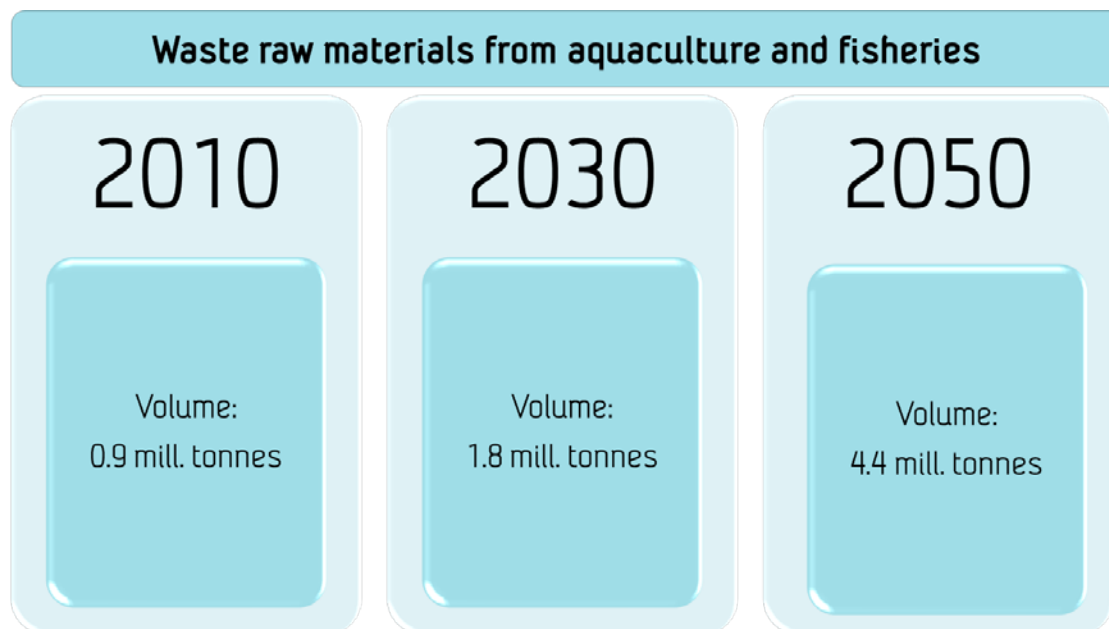 Waste raw materials from aquaculture and fisheries
2010
Volume:
0.9 mill. tonnes
2030
Volume:
1.8 mill. tonnes
2050
Volume:
4.4 mill. tonnes